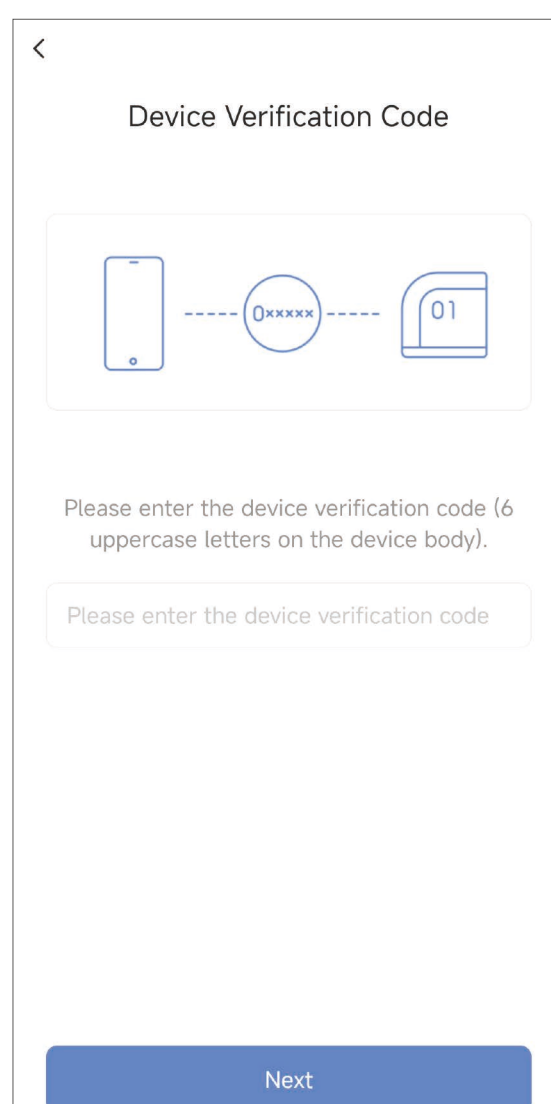 Device Verification Code
0×××××
01
Please enter the device verification code (6
uppercase letters on the device body).
Please enter the device verification code
Next